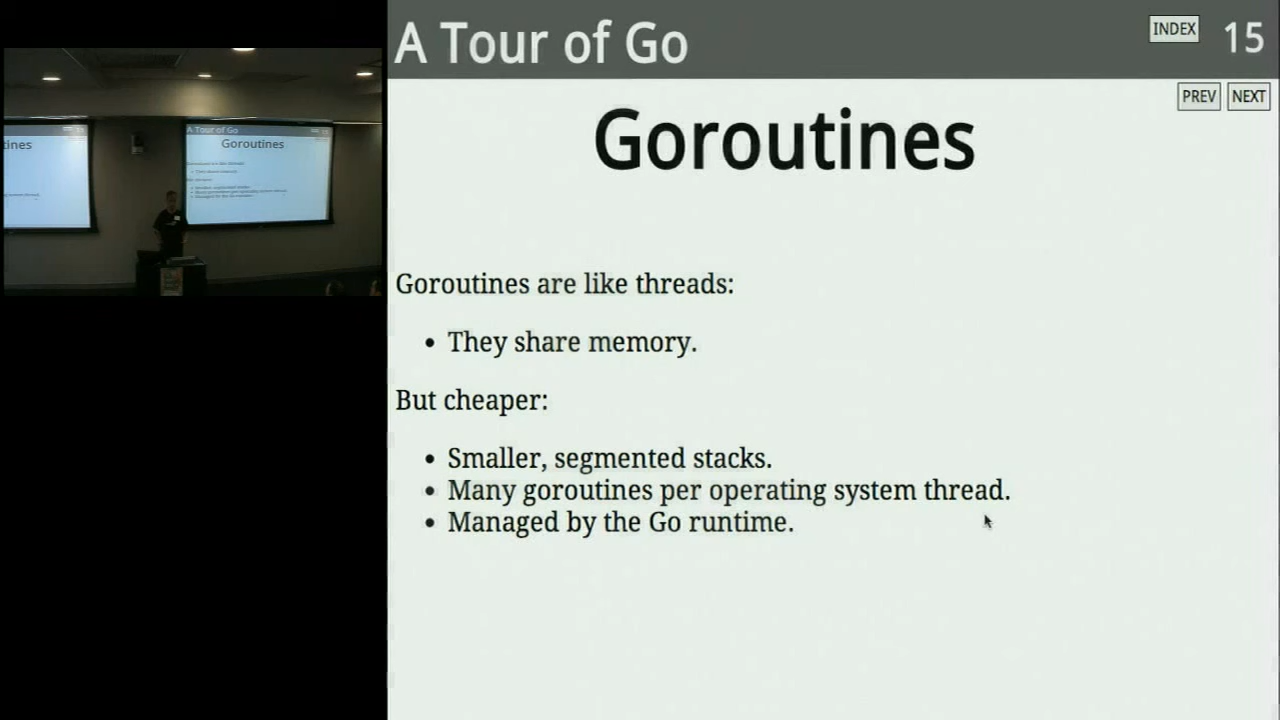 A Tour of Go
INDEX
15
PREV
NEXT
Goroutines
Goroutines are like threads:
• They share memory.
But cheaper:
• Smaller, segmented stacks.
• Many goroutines per operating system thread.
• Managed by the Go runtime.
tines
A Tour of Go
Goroutines